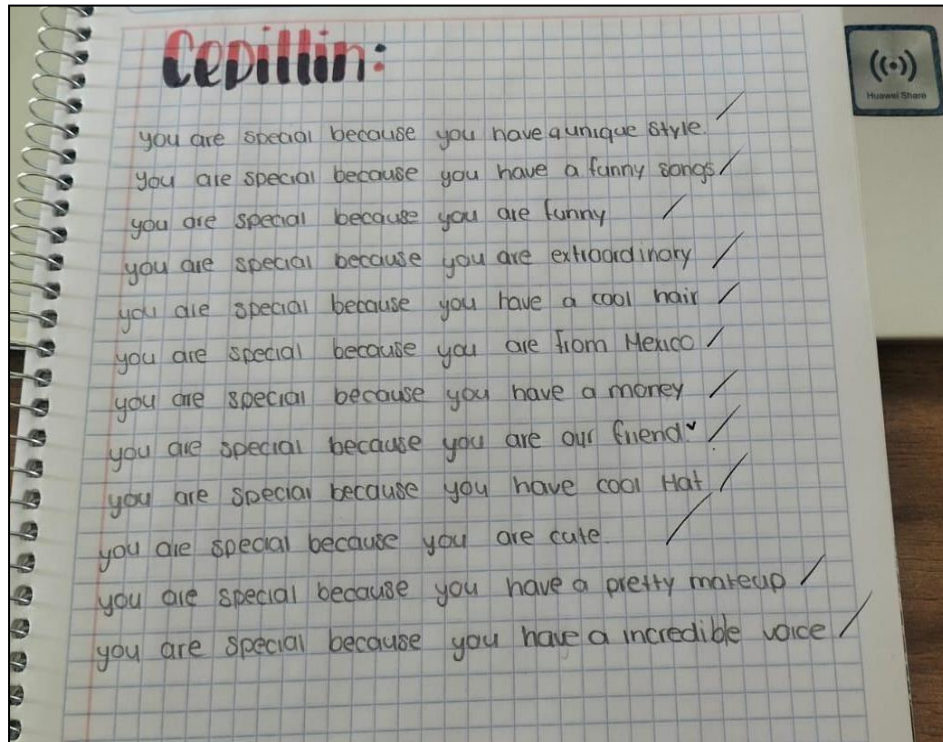 Cepillin:
((•))
Huawei Share
you are special because you have a unique style. /
you are special because you have a funny songs /
you are special because you are funny /
you are special because you are extraordinary /
you are special because you have a cool hair /
you are special because you are from Mexico /
you are special because you have a money /
you are special because you are our friend /
you are special because you have cool Hat /
you are special because you are cute. /
you are special because you have a pretty makeup /
you are special because you have a incredible voice /